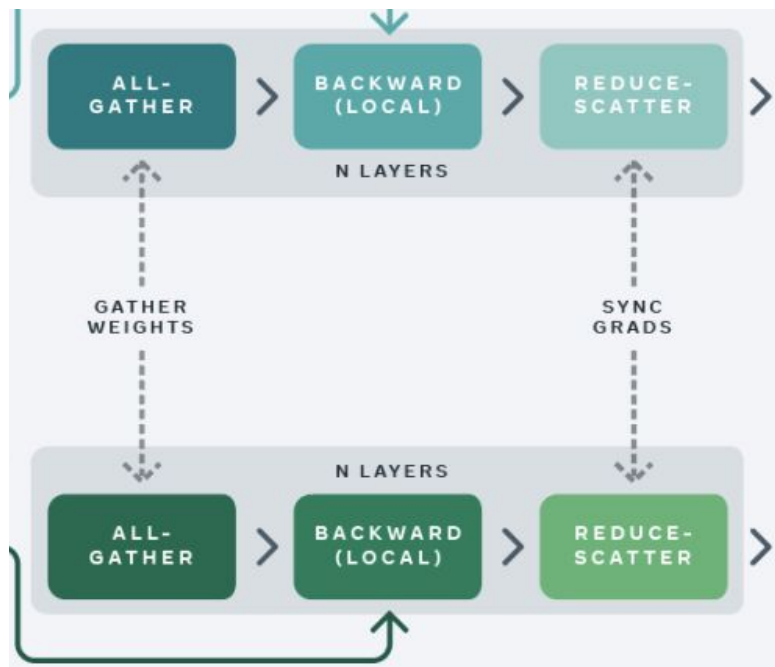 ALL-
GATHER
BACKWARD
(LOCAL)
REDUCE-
SCATTER
N LAYERS
GATHER
WEIGHTS
SYNC
GRADS
N LAYERS
ALL-
GATHER
BACKWARD
(LOCAL)
REDUCE-
SCATTER